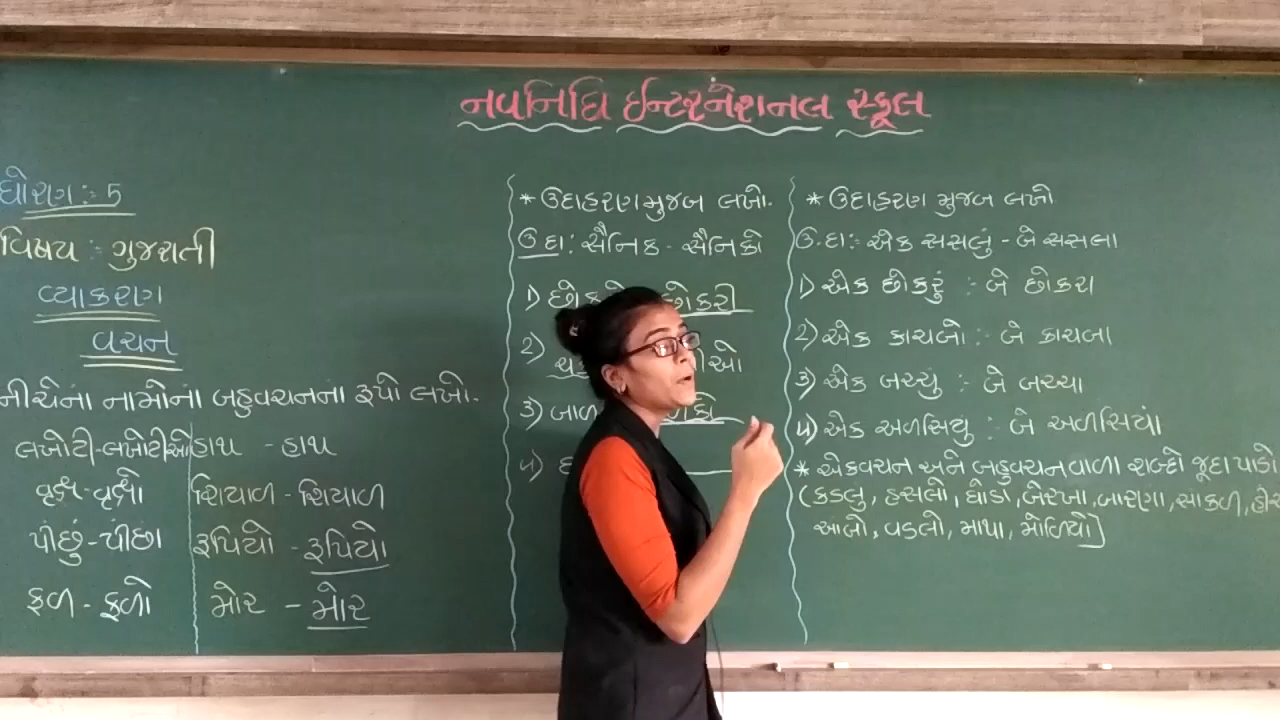 નવનિધિ ઈન્ટરનેશનલ સ્કૂલ
ધોરણ :- 5
વિષય :- ગુજરાતી
વ્યાકરણ
વચન
નીચેનાં નામોનાં બહુવચનનાં રૂપો લખો.
લખોટી - લખોટીઓ
વૃક્ષ - વૃક્ષો
પીંછું - પીંછા
ફળ - ફળો
હાથ - હાથ
શિયાળ - શિયાળ
રૂપિયો - રૂપિયો
મોર - મોર
* ઉદાહરણ મુજબ લખો.
ઉદા : સૈનિક - સૈનિકો
1)
2)
3) બાળ
4)
* ઉદાહરણ મુજબ લખો
ઉ.દા :- એક સસલું - બે સસલા
1) એક છોકરું :- બે છોકરા
2) એક કાચબો :- બે કાચબા
3) એક બચ્ચું :- બે બચ્ચા
4) એક અળસિયુ :- બે અળસિયાં
* એકવચન અને બહુવચનવાળા શબ્દો જૂદા પાડો
(કડલુ, હંસલો, ઘોડા, બેરખા, બારણા, સાકળ,
આંબો, વડલો, માથા, મોળિયો]